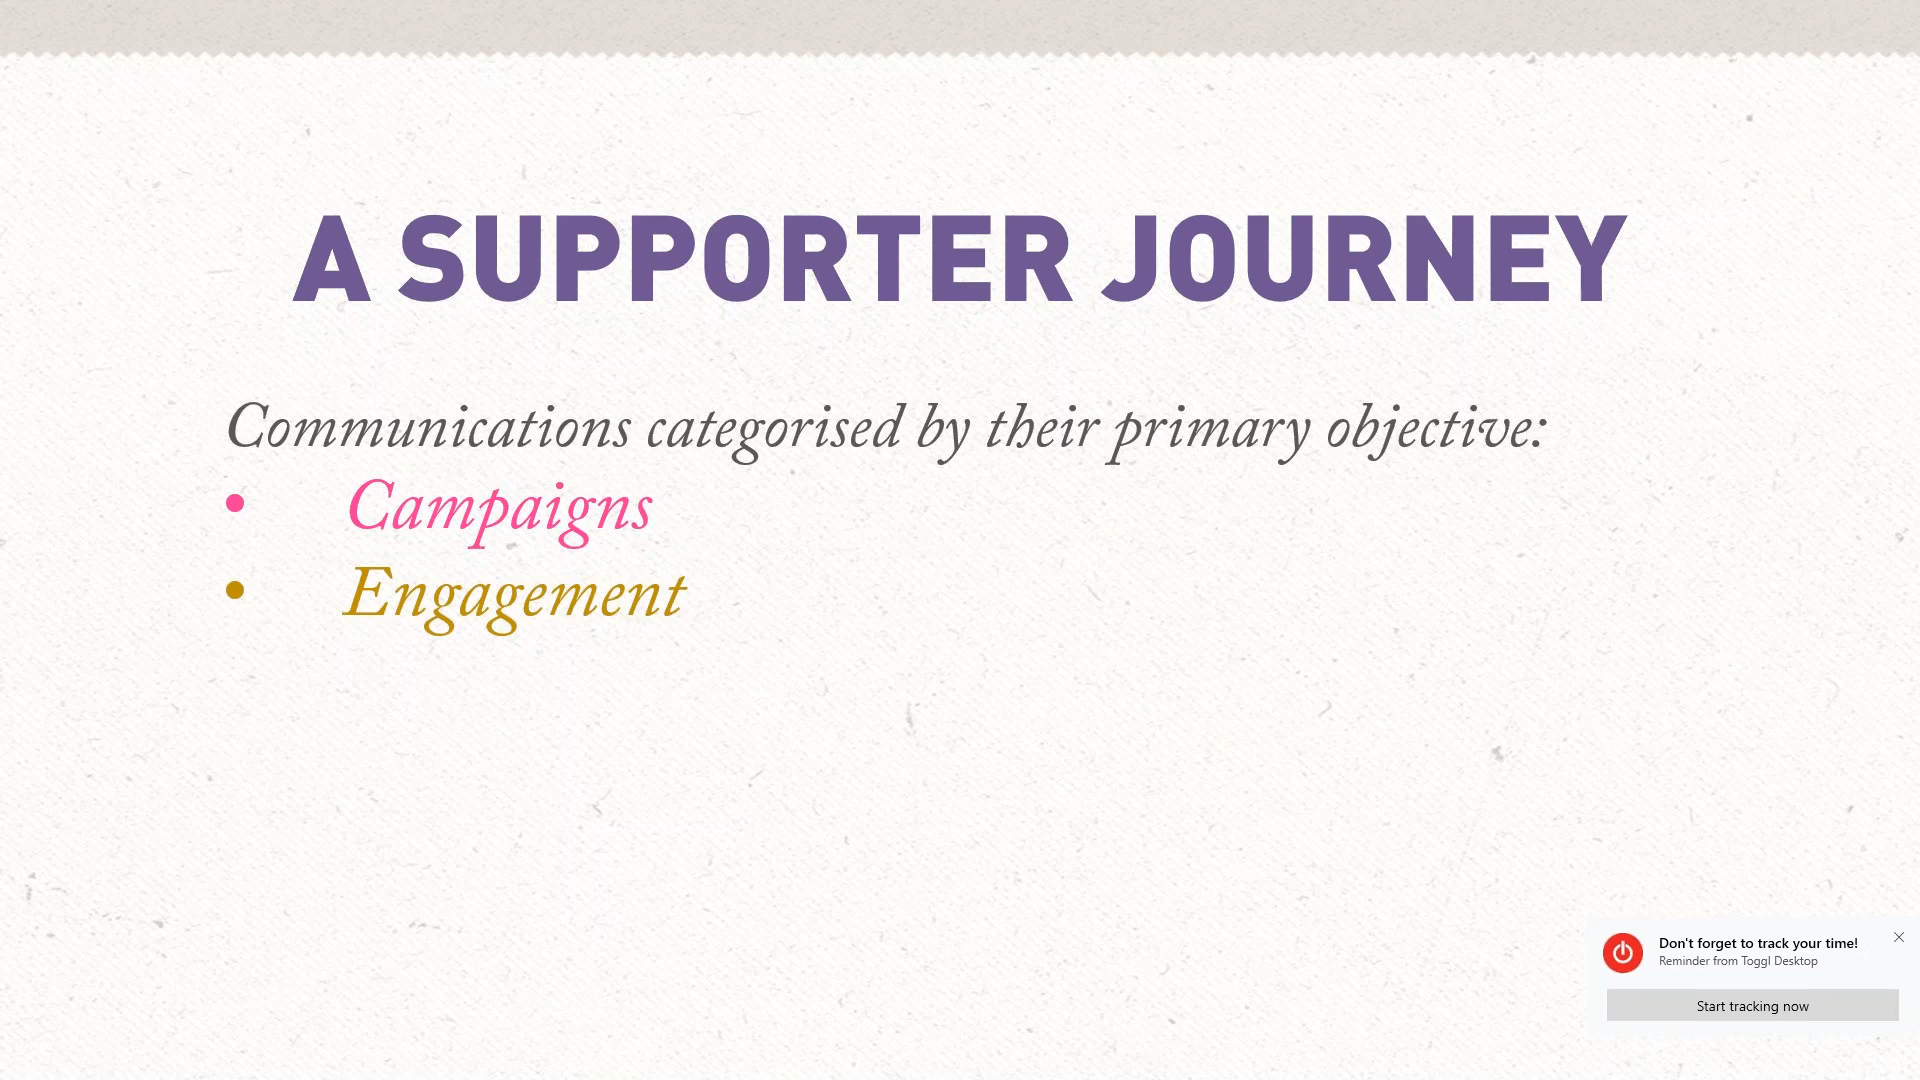 A SUPPORTER JOURNEY
Communications categorised by their primary objective:
• Campaigns
• Engagement
Don't forget to track your time!
Reminder from Toggl Desktop
Start tracking now